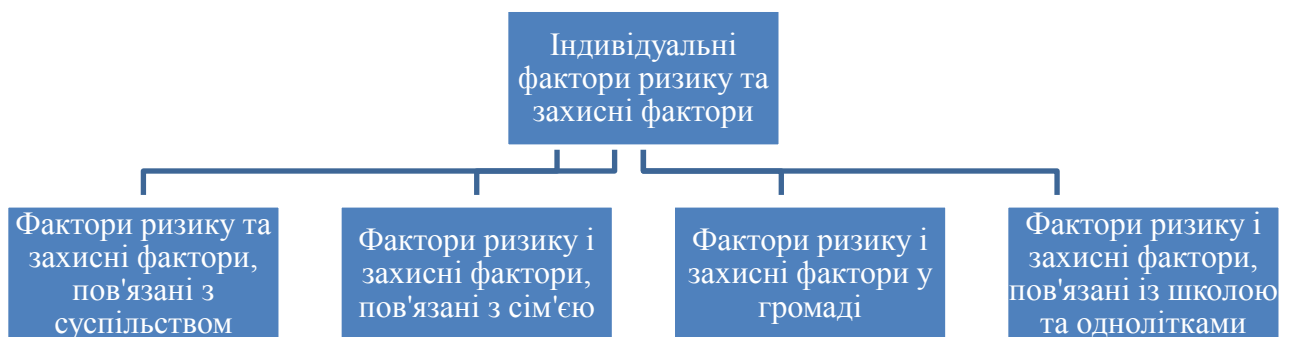 Індивідуальні
фактори ризику та
захисні фактори
Фактори ризику та
захисні фактори,
пов'язані з
суспільством
Фактори ризику і
захисні фактори,
пов'язані з сім'єю
Фактори ризику і
захисні фактори у
громаді
Фактори ризику і
захисні фактори,
пов'язані із школою
та однолітками